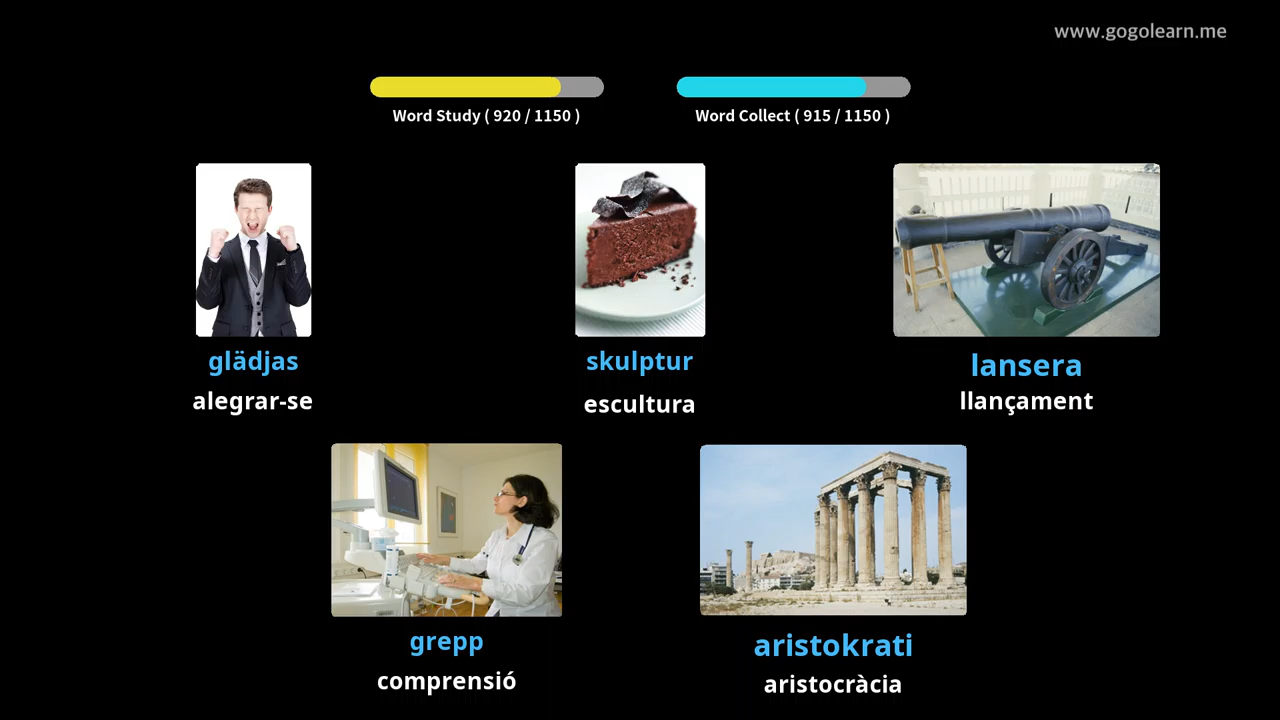 www.gogolearn.me
Word Study ( 920 / 1150 )
Word Collect ( 915 / 1150 )
glädjas
alegrar-se
skulptur
escultura
lansera
llançament
grepp
comprensió
aristokrati
aristocràcia